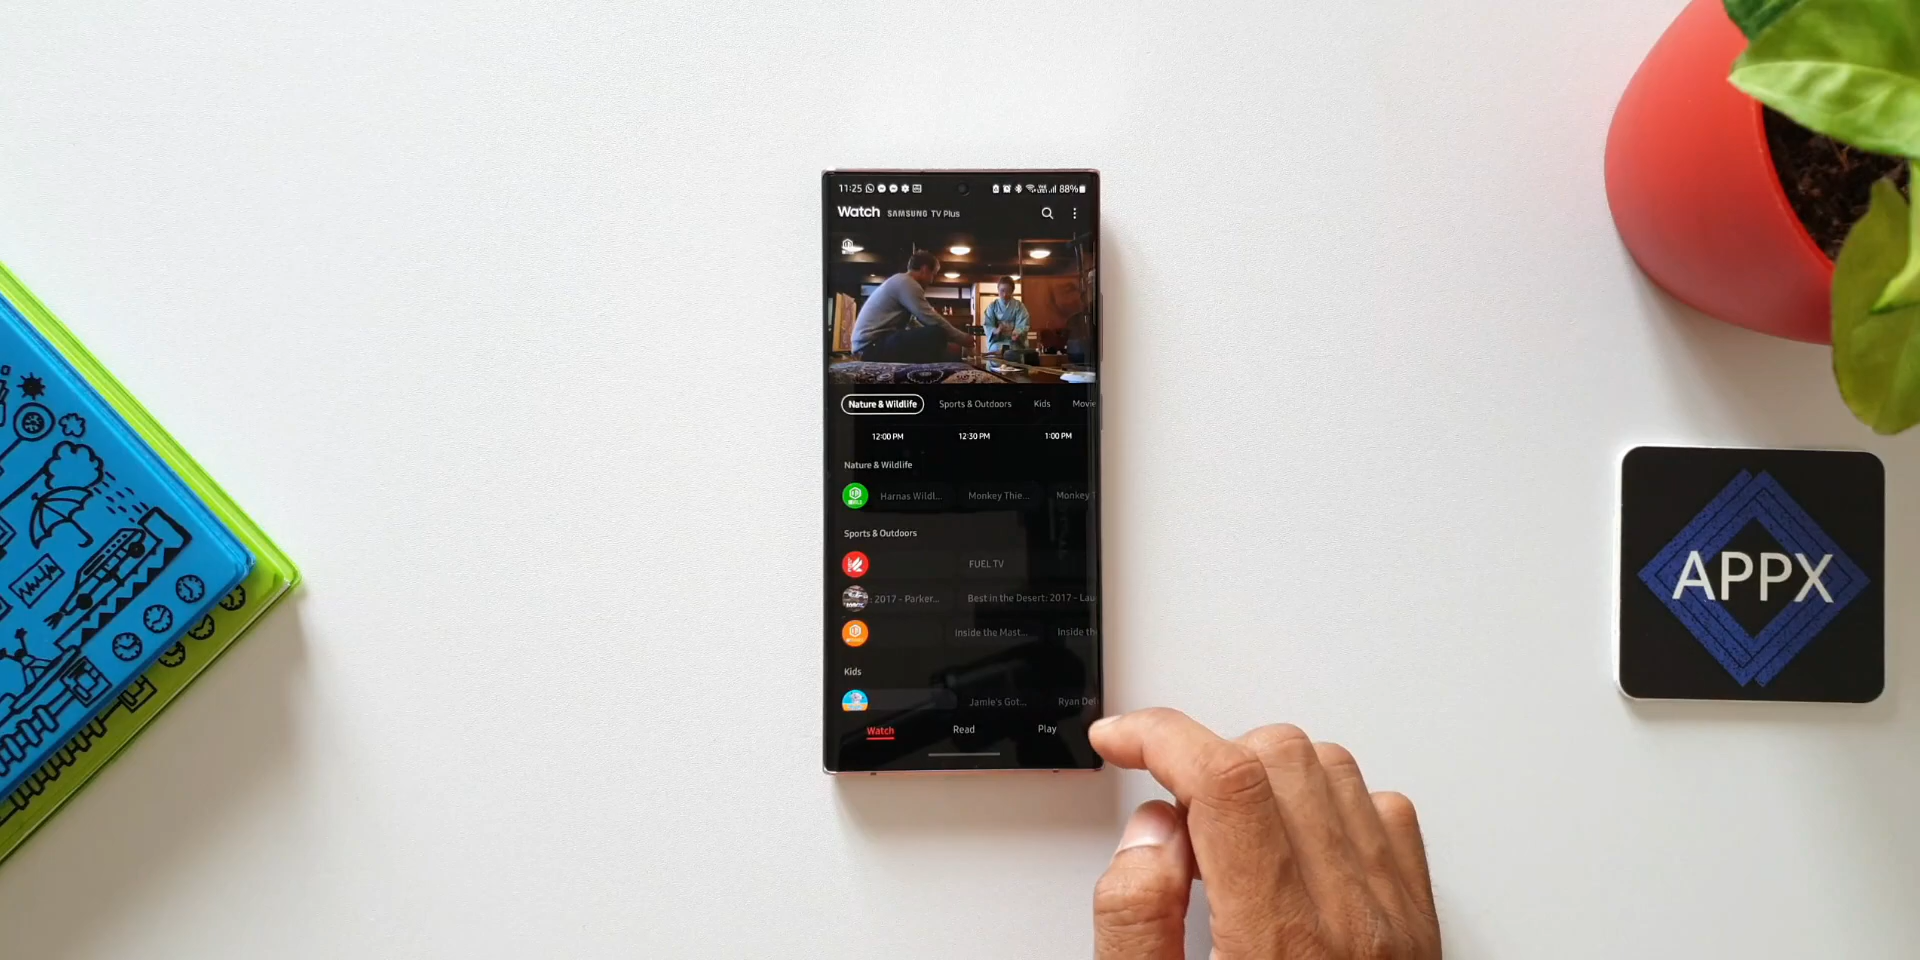 11:25
88%
Watch SAMSUNG TV Plus
Nature & Wildlife Sports & Outdoors Kids Movie
12:00 PM 12:30 PM 1:00 PM
Nature & Wildlife
Harnas Wildl... Monkey Thie... Monkey T
Sports & Outdoors
FUEL TV
: 2017 - Parker... Best in the Desert: 2017 - Lau
Inside the Mast... Inside th
Kids
Jamie's Got... Ryan De
Watch Read Play
APPX